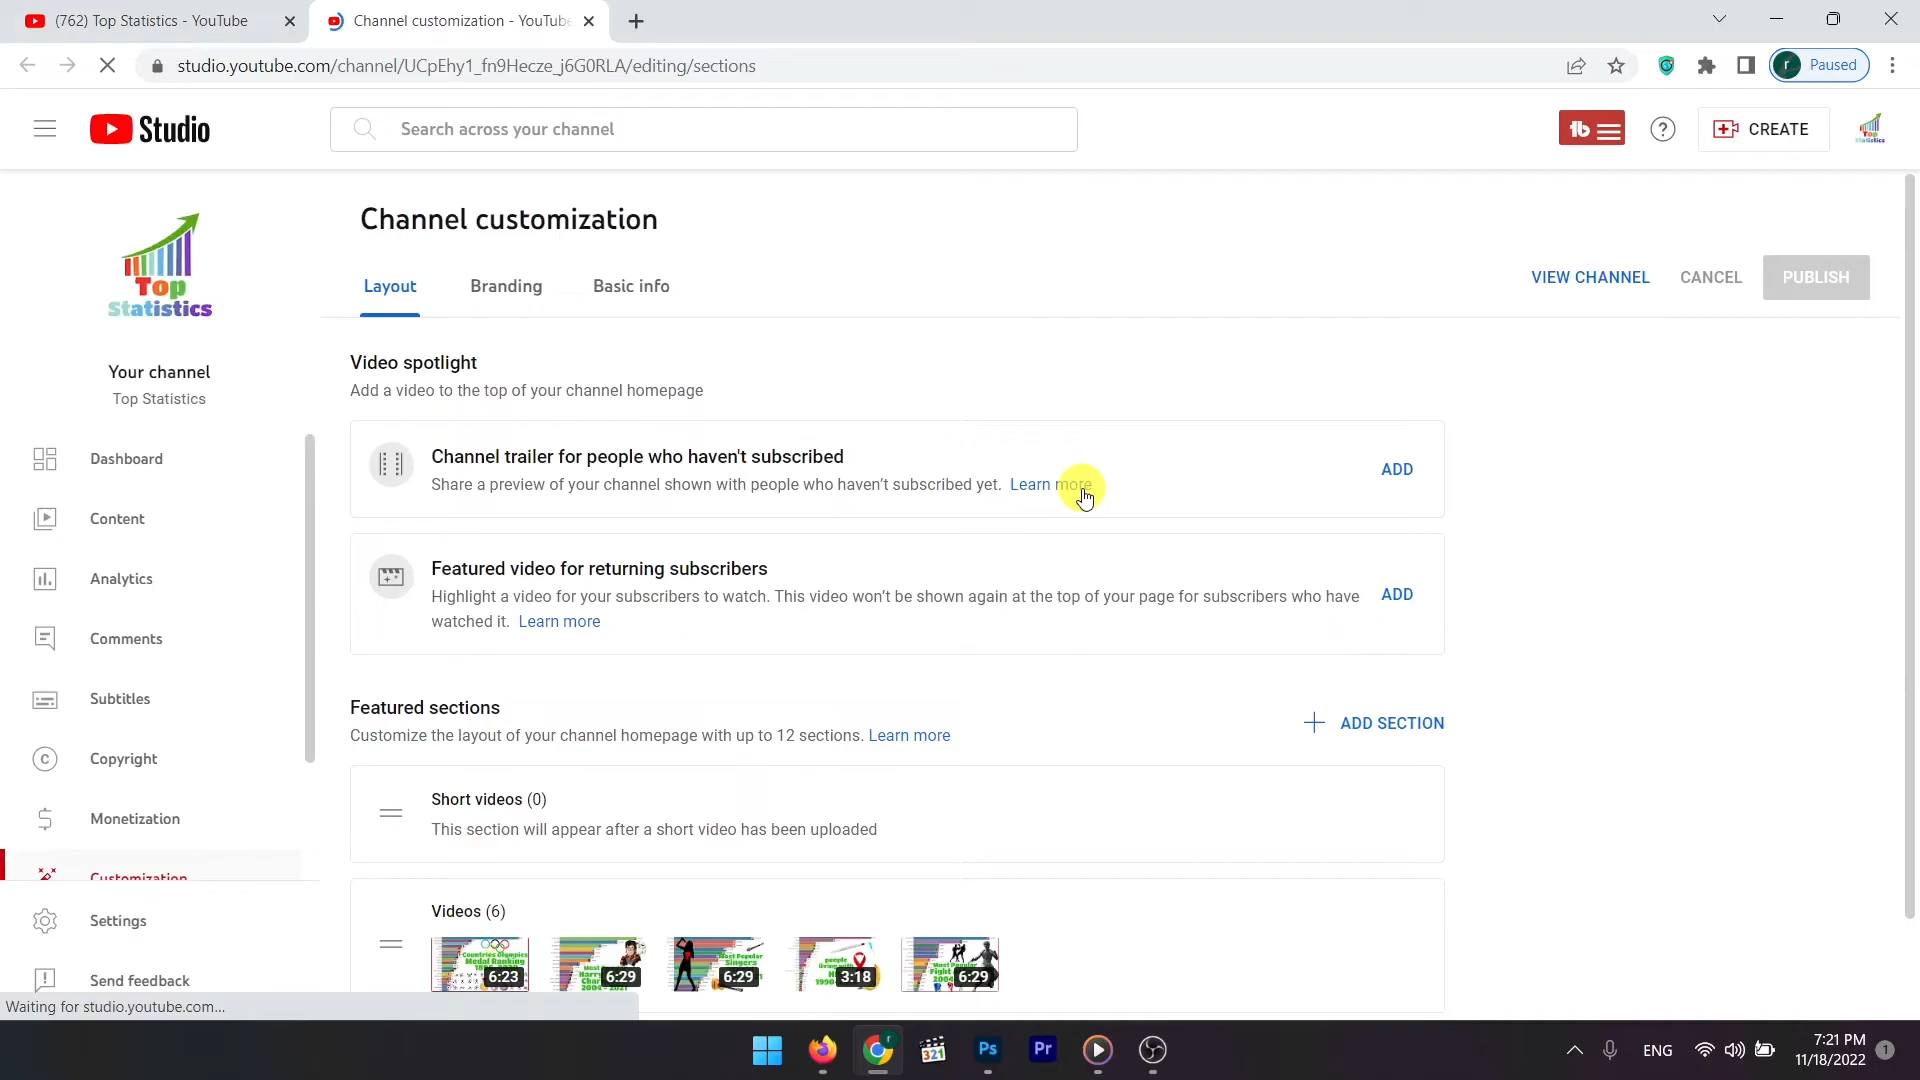 (762) Top Statistics - YouTube
Channel customization - YouTube
studio.youtube.com/channel/UCpEhy1_fn9Hecze_j6G0RLA/editing/sections
r
Paused
Studio
Search across your channel
CREATE
Top
Statistics
Channel customization
Layout
Branding
Basic info
VIEW CHANNEL
CANCEL
PUBLISH
Top
Statistics
Your channel
Top Statistics
Dashboard
Content
Analytics
Comments
Subtitles
Copyright
Monetization
Customization
Settings
Send feedback
Video spotlight
Add a video to the top of your channel homepage
Channel trailer for people who haven't subscribed
Share a preview of your channel shown with people who haven't subscribed yet. Learn more
ADD
Featured video for returning subscribers
Highlight a video for your subscribers to watch. This video won't be shown again at the top of your page for subscribers who have
watched it. Learn more
ADD
Featured sections
Customize the layout of your channel homepage with up to 12 sections. Learn more
ADD SECTION
Short videos (0)
This section will appear after a short video has been uploaded
Videos (6)
6:23
6:29
6:29
3:18
6:29
Waiting for studio.youtube.com...
321
Ps
Pr
ENG
7:21 PM
11/18/2022
1